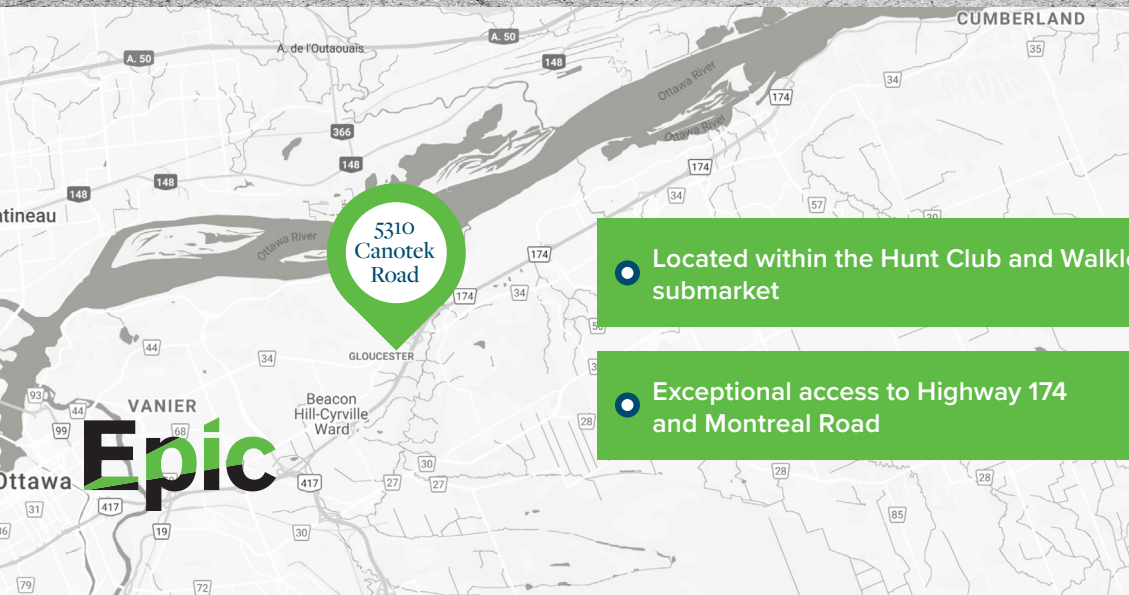 CUMBERLAND
A. 50
A. de l'Outaouais
A. 50
148
35
34
174
Ottawa River
366
Ottawa River
148
174
148
148
34
57
tineau
5310
Canotek
Road
Ottawa River
174
174
34
Located within the Hunt Club and Walkle
submarket
44
34
GLOUCESTER
Exceptional access to Highway 174
and Montreal Road
93
44
VANIER
Beacon
Hill-Cyrville
Ward
28
99
68
Epic
30
28
28
Ottawa
417
27
27
31
417
85
36
19
30
79
72